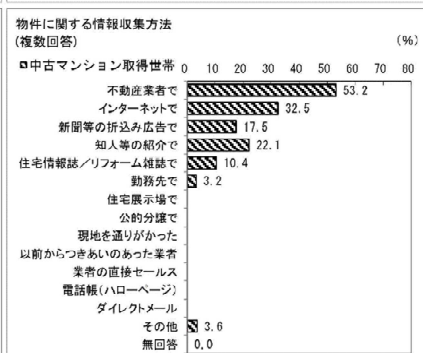 物件に関する情報収集方法
(複数回答) (%)
中古マンション取得世帯 0 10 20 30 40 50 60 70 80
不動産業者で 53.2
インターネットで 32.5
新聞等の折込み広告で 17.5
知人等の紹介で 22.1
住宅情報誌/リフォーム雑誌で 10.4
勤務先で 3.2
住宅展示場で
公的分譲で
現地を通りがかった
以前からつきあいのあった業者
業者の直接セールス
電話帳(ハローページ)
ダイレクトメール
その他 3.6
無回答 0.0